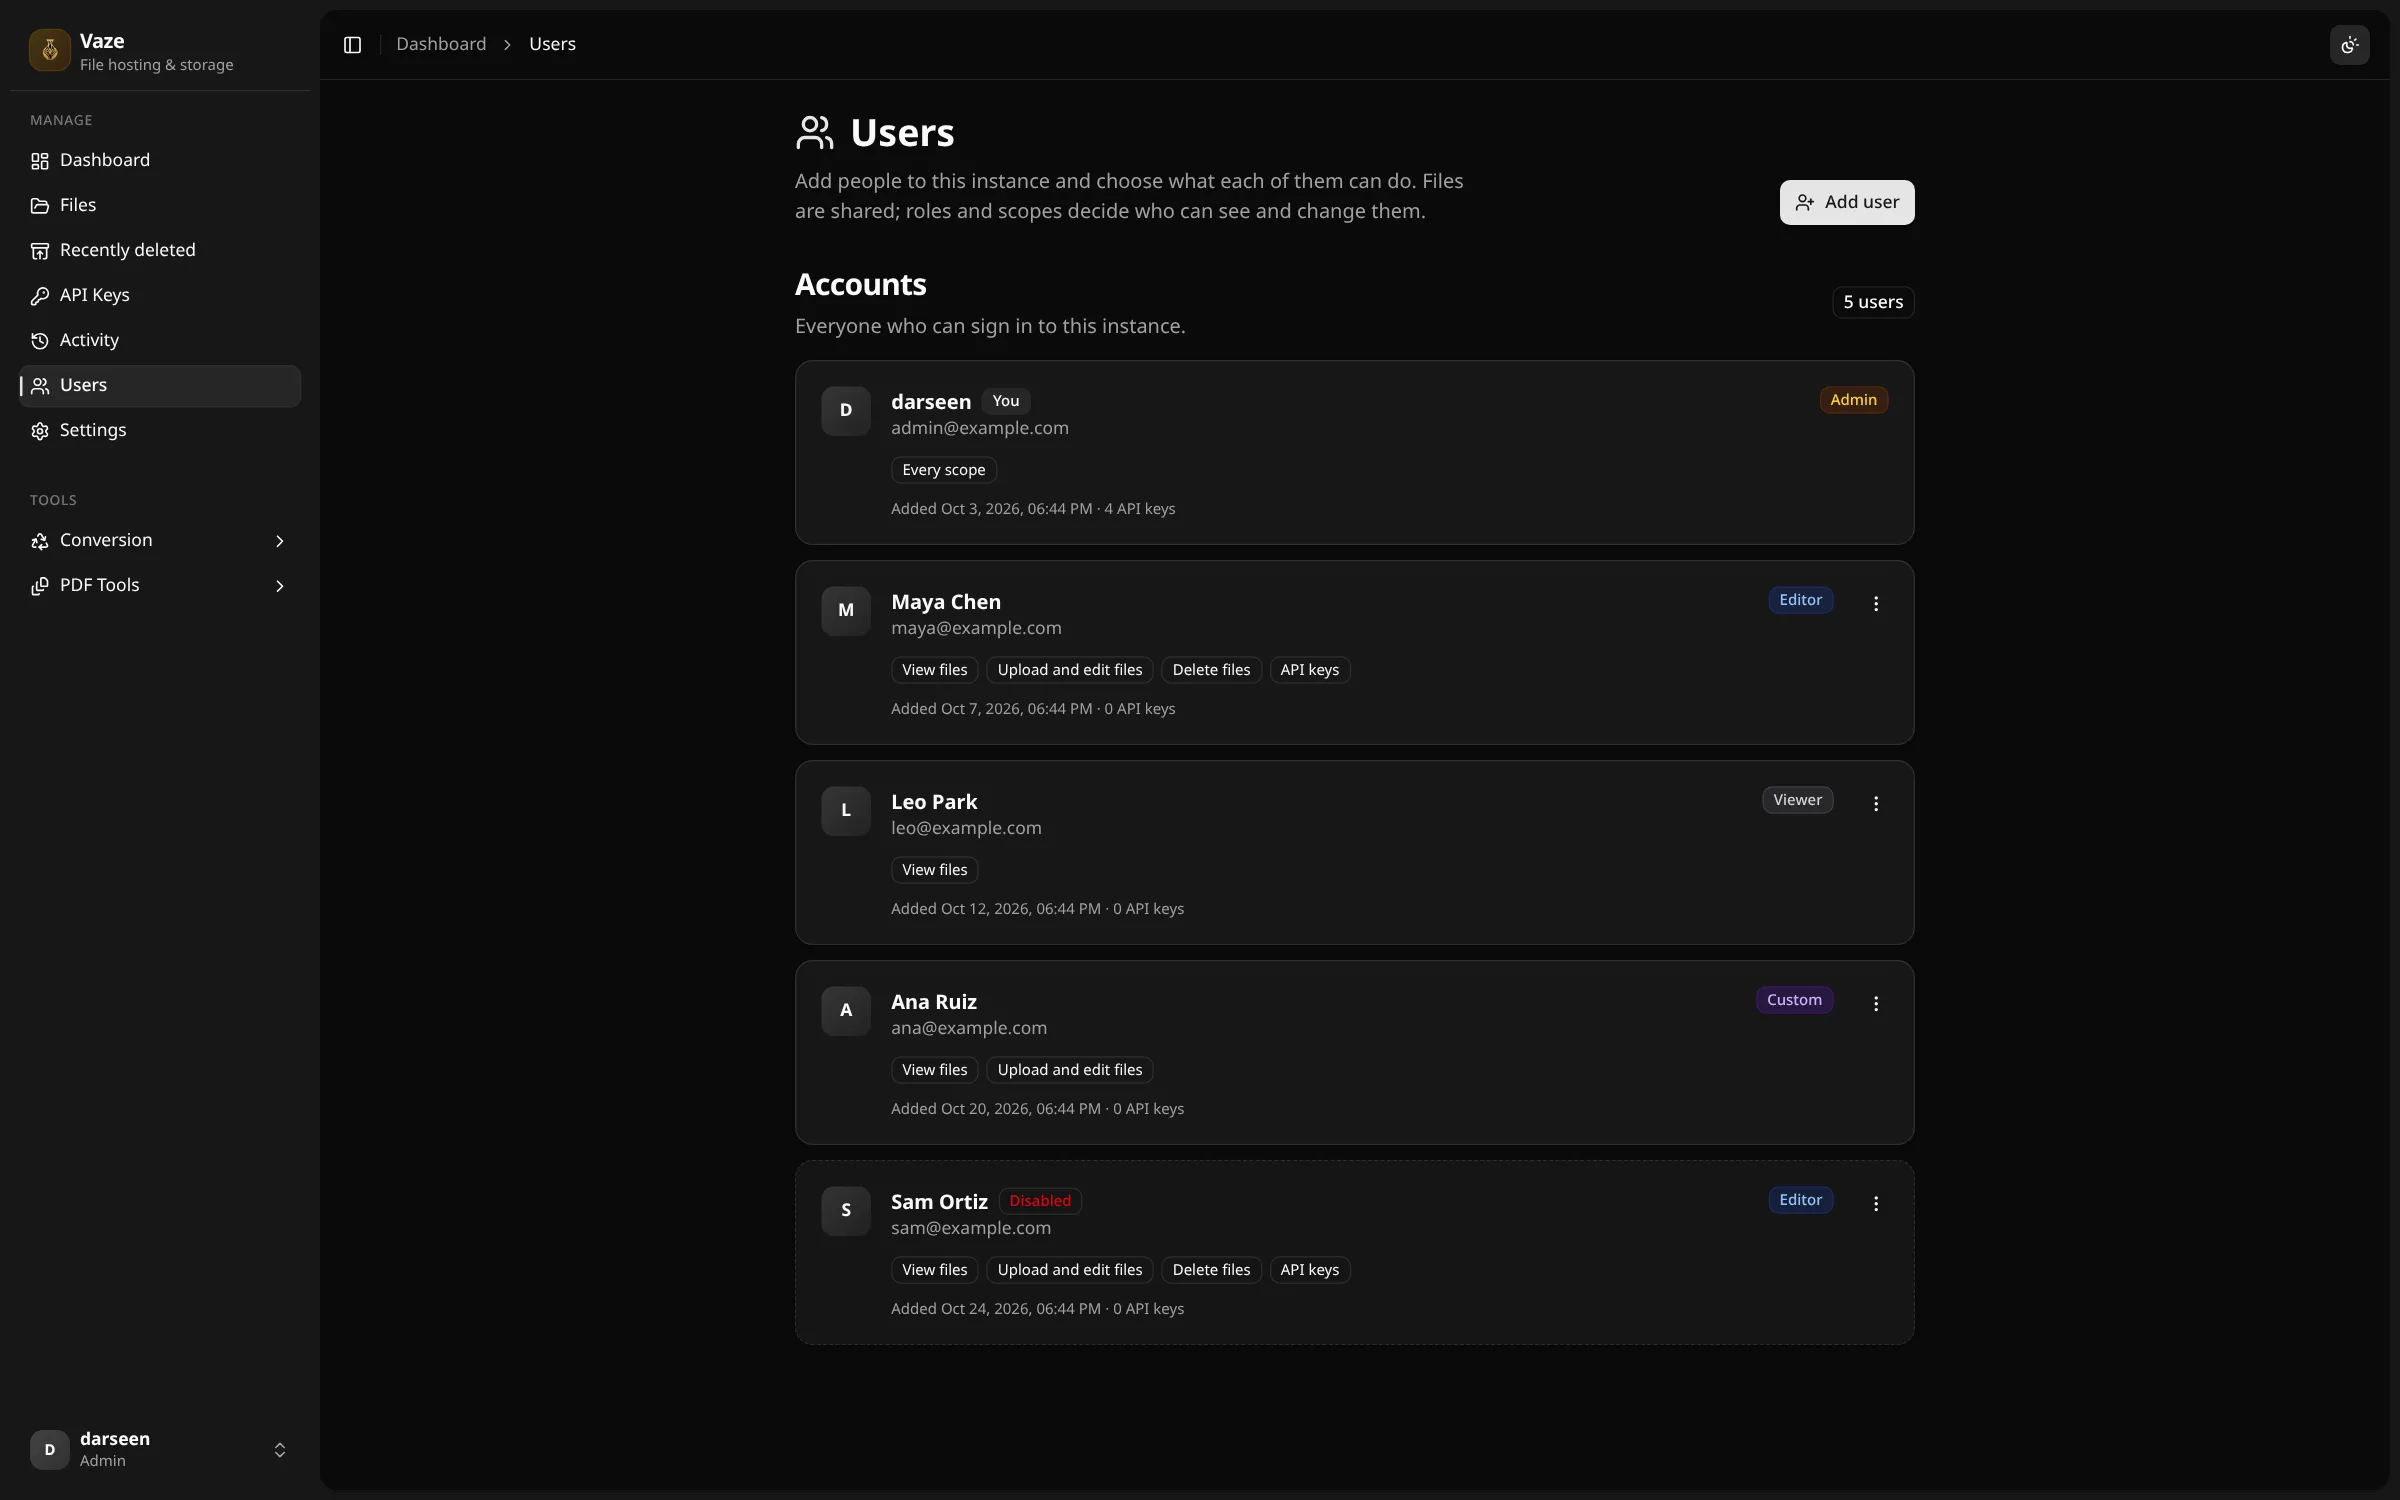 Vaze
File hosting & storage
MANAGE
Dashboard
Files
Recently deleted
API Keys
Activity
Users
Settings
TOOLS
Conversion
PDF Tools
D
darseen
Admin
Dashboard
Users
Users
Add people to this instance and choose what each of them can do. Files
are shared; roles and scopes decide who can see and change them.
Add user
Accounts
Everyone who can sign in to this instance.
5 users
D
darseen You
Admin
admin@example.com
Every scope
Added Oct 3, 2026, 06:44 PM · 4 API keys
M
Maya Chen
Editor
maya@example.com
View files Upload and edit files Delete files API keys
Added Oct 7, 2026, 06:44 PM · 0 API keys
L
Leo Park
Viewer
leo@example.com
View files
Added Oct 12, 2026, 06:44 PM · 0 API keys
A
Ana Ruiz
Custom
ana@example.com
View files Upload and edit files
Added Oct 20, 2026, 06:44 PM · 0 API keys
S
Sam Ortiz Disabled
Editor
sam@example.com
View files Upload and edit files Delete files API keys
Added Oct 24, 2026, 06:44 PM · 0 API keys